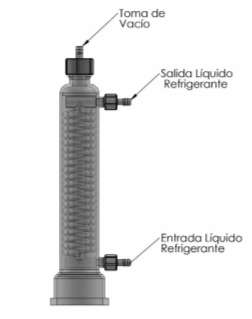 Toma de
Vacío
Salida Líquido
Refrigerante
Entrada Líquido
Refrigerante